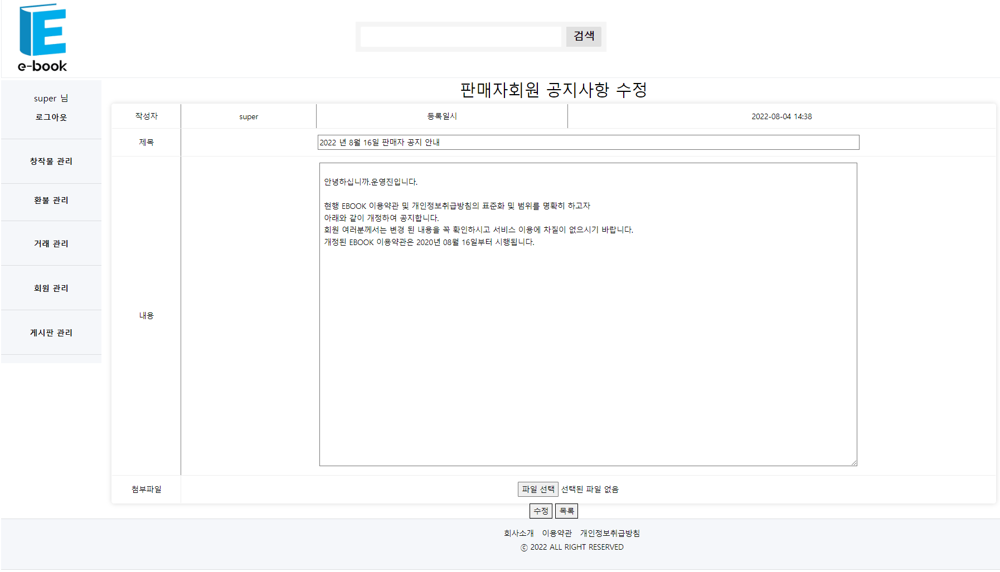 E
e-book
검색
super 님
로그아웃
창작물 관리
환불 관리
거래 관리
회원 관리
게시판 관리
판매자회원 공지사항 수정
작성자 super 등록일시 2022-08-04 14:38
제목 2022 년 8월 16일 판매자 공지 안내
내용
안녕하십니까.운영진입니다.
현행 EBOOK 이용약관 및 개인정보취급방침의 표준화 및 범위를 명확히 하고자
아래와 같이 개정하여 공지합니다.
회원 여러분께서는 변경 된 내용을 꼭 확인하시고 서비스 이용에 차질이 없으시기 바랍니다.
개정된 EBOOK 이용약관은 2020년 08월 16일부터 시행됩니다.
첨부파일 파일 선택 선택된 파일 없음
수정 목록
회사소개 이용약관 개인정보취급방침
ⓒ 2022 ALL RIGHT RESERVED